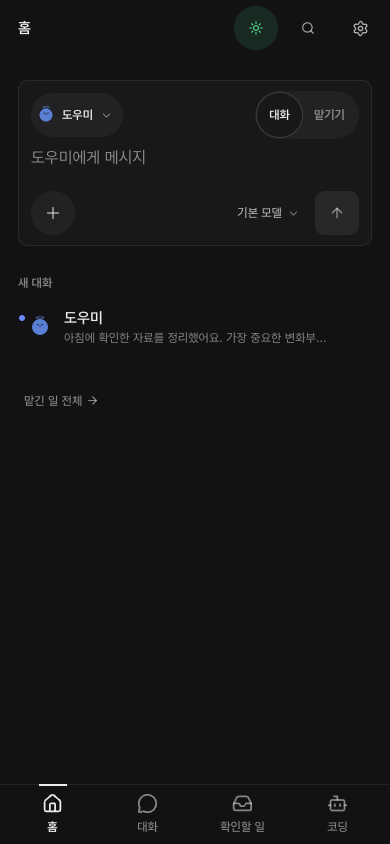 홈
도우미
대화
맡기기
도우미에게 메시지
기본 모델
새 대화
도우미
아침에 확인한 자료를 정리했어요. 가장 중요한 변화부...
맡긴 일 전체
홈
대화
확인할 일
코딩